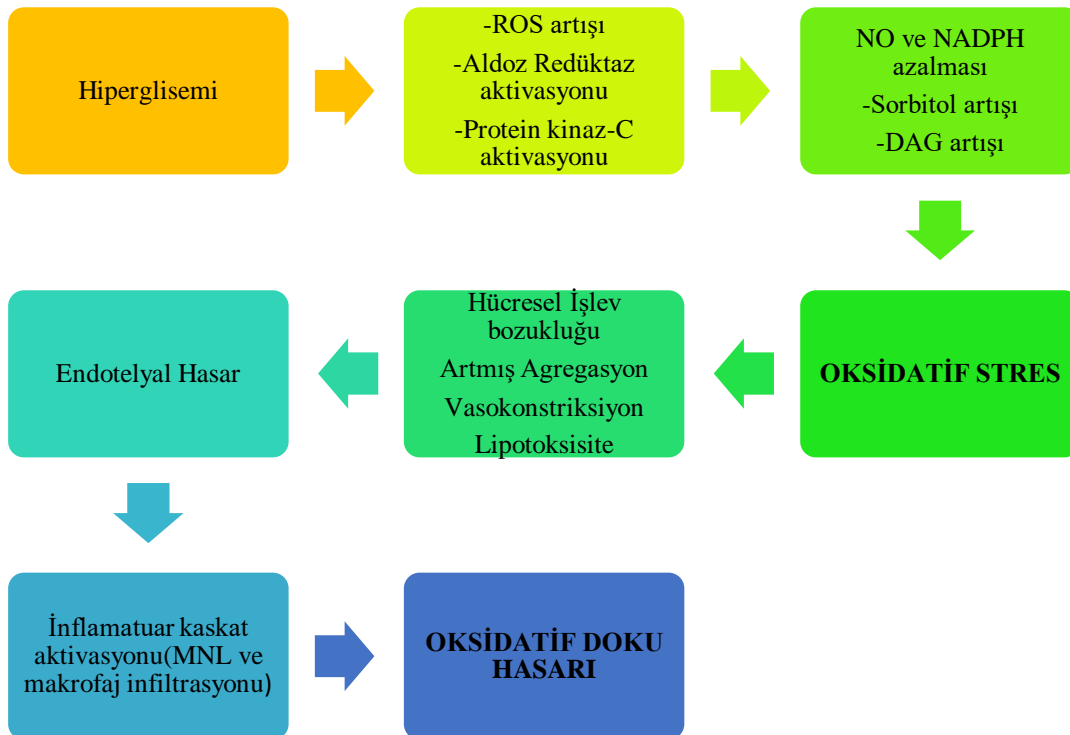 Hiperglisemi
-ROS artışı
-Aldoz Redüktaz
aktivasyonu
-Protein kinaz-C
aktivasyonu
NO ve NADPH
azalması
-Sorbitol artışı
-DAG artışı
OKSİDATİF STRES
Hücresel İşlev
bozukluğu
Artmış Agregasyon
Vasokonstriksiyon
Lipotoksisite
Endotelyal Hasar
İnflamatuar kaskat
aktivasyonu(MNL ve
makrofaj infiltrasyonu)
OKSİDATİF DOKU
HASARI